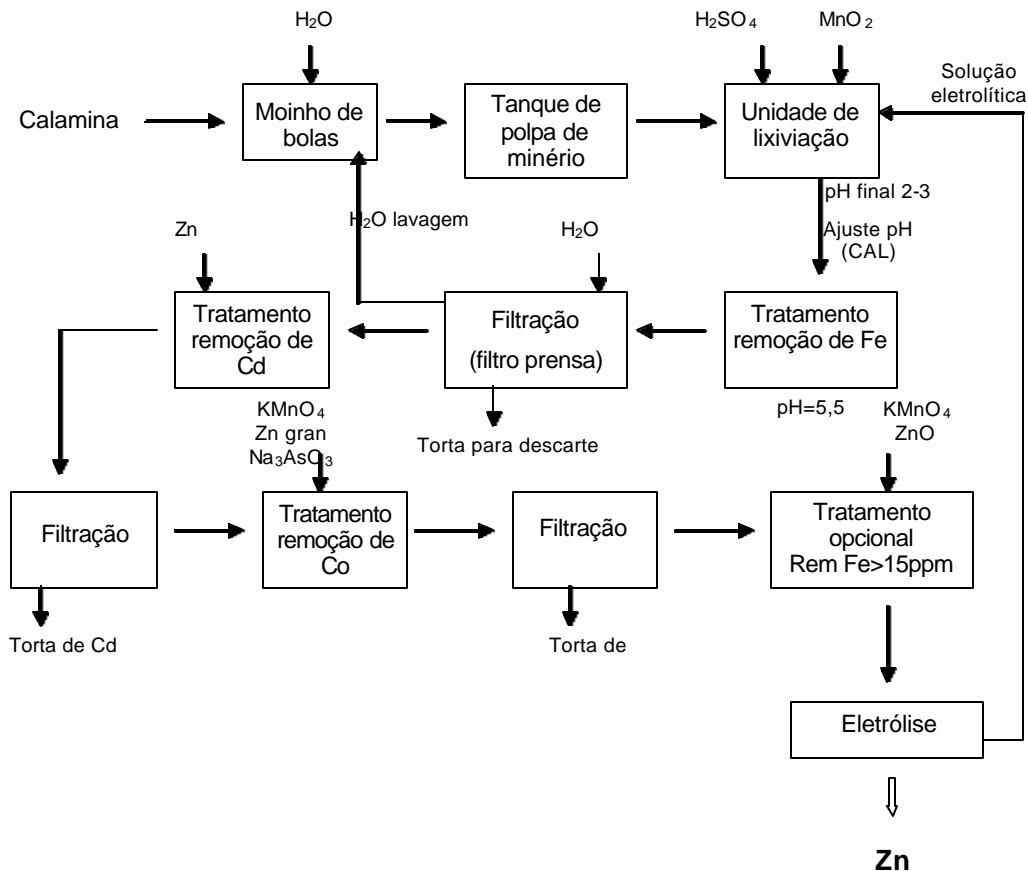 H₂O
H₂SO₄
MnO₂
Solução
eletrolítica
Calamina
Moinho de
bolas
Tanque de
polpa de
minério
Unidade de
lixiviação
pH final 2-3
Ajuste pH
(CAL)
H₂O lavagem
Zn
H₂O
Tratamento
remoção de
Cd
Filtração
(filtro prensa)
Tratamento
remoção de Fe
pH=5,5
Torta para descarte
KMnO₄
Zn gran
Na₃AsO₃
KMnO₄
ZnO
Filtração
Tratamento
remoção de
Co
Filtração
Tratamento
opcional
Rem Fe>15ppm
Torta de Cd
Torta de
Eletrólise
Zn